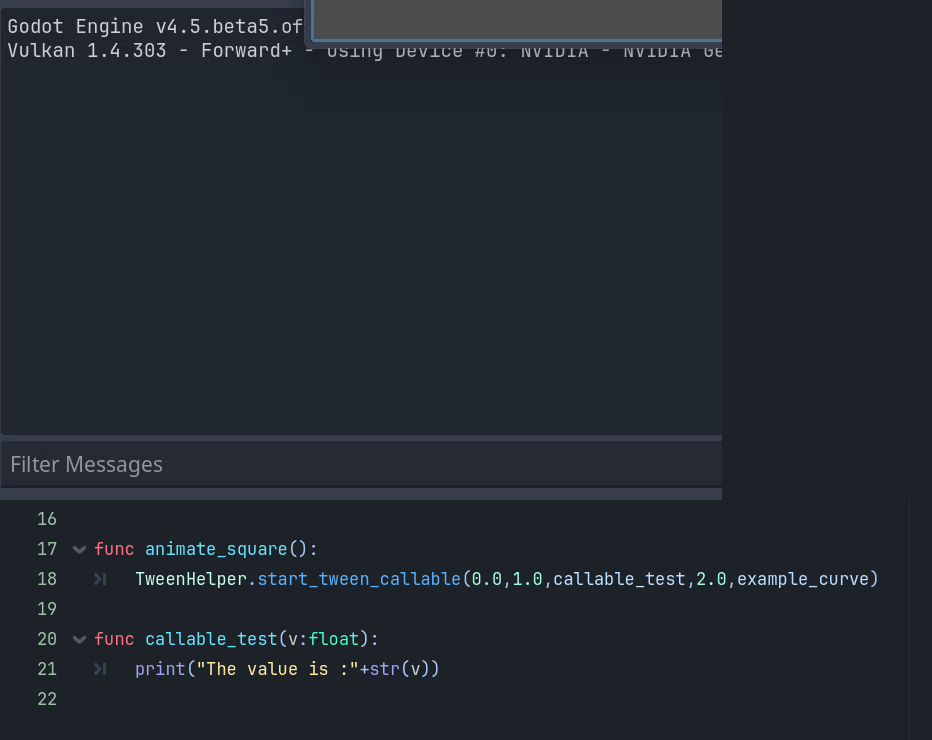 Godot Engine v4.5.beta5.of
Vulkan 1.4.303 - Forward+ - Using Device #0: NVIDIA - NVIDIA Ge
Filter Messages
16
17 func animate_square():
18 TweenHelper.start_tween_callable(0.0,1.0,callable_test,2.0,example_curve)
19
20 func callable_test(v:float):
21 print("The value is :"+str(v))
22